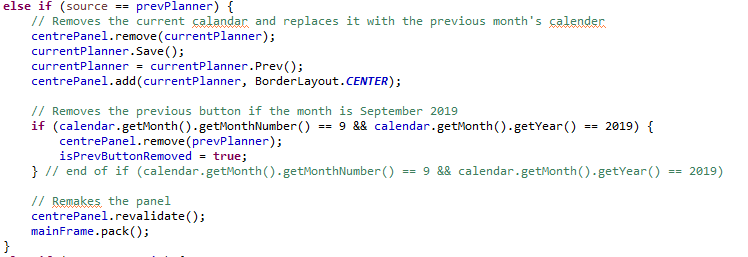 else if (source == prevPlanner) {
// Removes the current calandar and replaces it with the previous month's calender
centrePanel.remove(currentPlanner);
currentPlanner.Save();
currentPlanner = currentPlanner.Prev();
centrePanel.add(currentPlanner, BorderLayout.CENTER);
// Removes the previous button if the month is September 2019
if (calendar.getMonth().getMonthNumber() == 9 && calendar.getMonth().getYear() == 2019) {
centrePanel.remove(prevPlanner);
isPrevButtonRemoved = true;
} // end of if (calendar.getMonth().getMonthNumber() == 9 && calendar.getMonth().getYear() == 2019)
// Remakes the panel
centrePanel.revalidate();
mainFrame.pack();
}